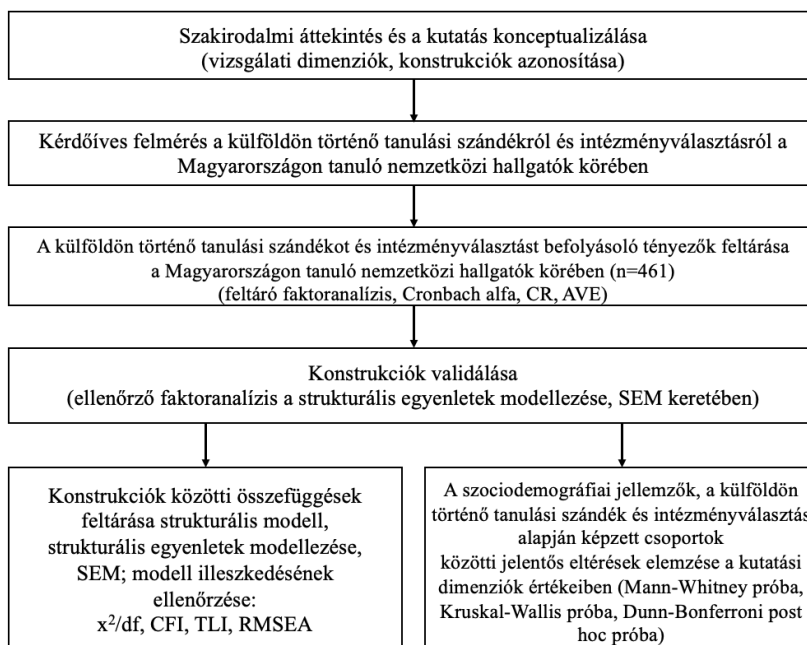 Szakirodalmi áttekintés és a kutatás konceptualizálása
(vizsgálati dimenziók, konstrukciók azonosítása)
Kérdőíves felmérés a külföldön történő tanulási szándékról és intézményválasztásról a
Magyarországon tanuló nemzetközi hallgatók körében
A külföldön történő tanulási szándékot és intézményválasztást befolyásoló tényezők feltárása
a Magyarországon tanuló nemzetközi hallgatók körében (n=461)
(feltáró faktoranalízis, Cronbach alfa, CR, AVE)
Konstrukciók validálása
(ellenőrző faktoranalízis a strukturális egyenletek modellezése, SEM keretében)
Konstrukciók közötti összefüggések
feltárása strukturális modell,
strukturális egyenletek modellezése,
SEM; modell illeszkedésének
ellenőrzése:
x²/df, CFI, TLI, RMSEA
A szociodemográfiai jellemzők, a külföldön
történő tanulási szándék és intézményválasztás
alapján képzett csoportok
közötti jelentős eltérések elemzése a kutatási
dimenziók értékeiben (Mann-Whitney próba,
Kruskal-Wallis próba, Dunn-Bonferroni post
hoc próba)